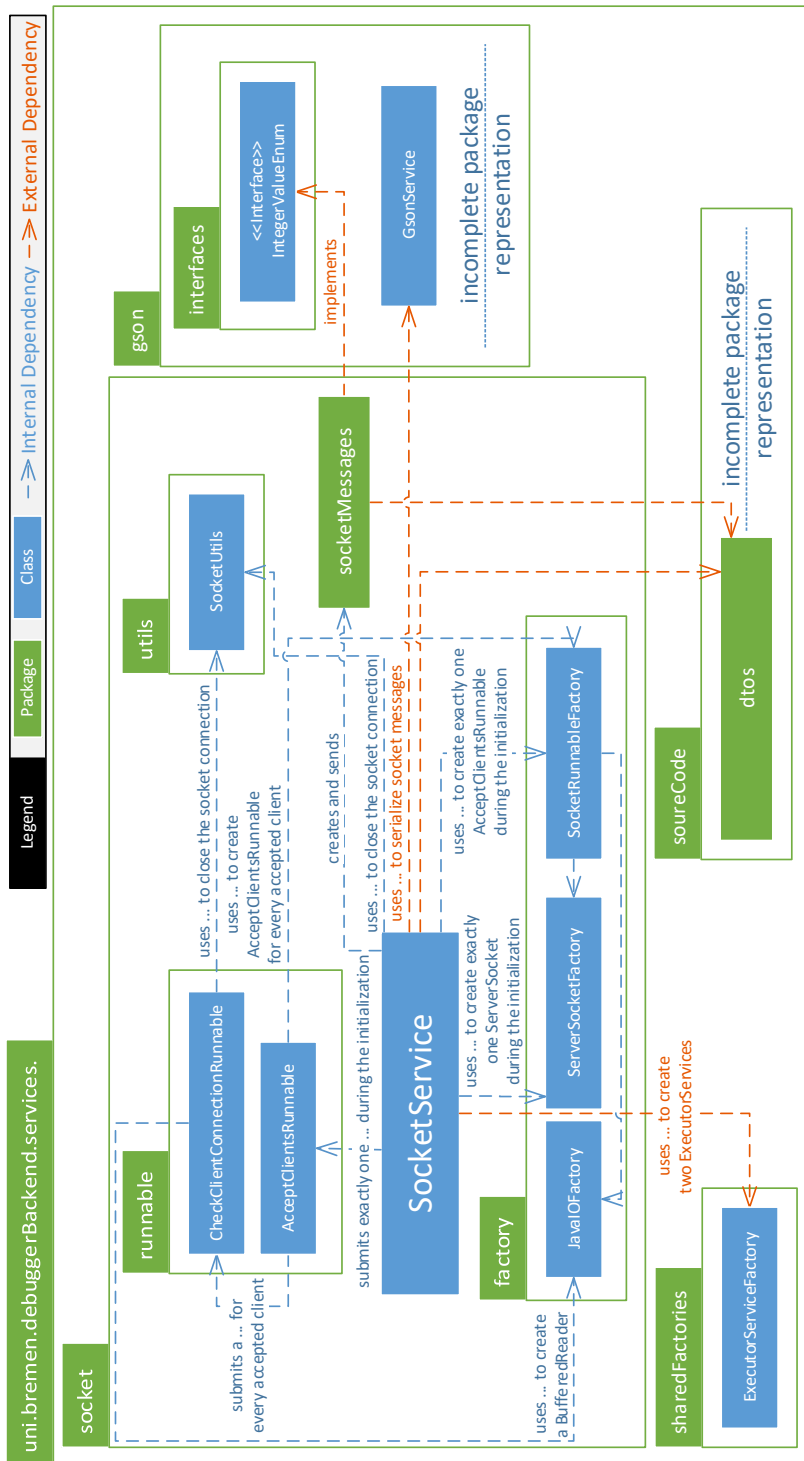 Legend
Package
Class
Internal Dependency
External Dependency
uni.bremen.debuggerBackend.services.
socket
runnable
CheckClientConnectionRunnable
AcceptClientsRunnable
submits a ... for
every accepted client
utils
SocketUtils
uses ... to close the socket connection
uses ... to create
AcceptClientsRunnable
for every accepted client
gson
interfaces
<<Interface>>
IntegerValueEnum
GsonService
incomplete package
representation
implements
socketMessages
creates and sends
submits exactly one ... during the initialization
uses ... to close the socket connection
uses ... to serialize socket messages
SocketService
uses ... to create exactly
one ServerSocket
during the initialization
uses ... to create exactly one
AcceptClientsRunnable
during the initialization
factory
JavaIOFactory
ServerSocketFactory
SocketRunnableFactory
uses ... to create
a BufferedReader
uses ... to create
two ExecutorServices
sharedFactories
ExecutorServiceFactory
soureCode
dtos
incomplete package
representation